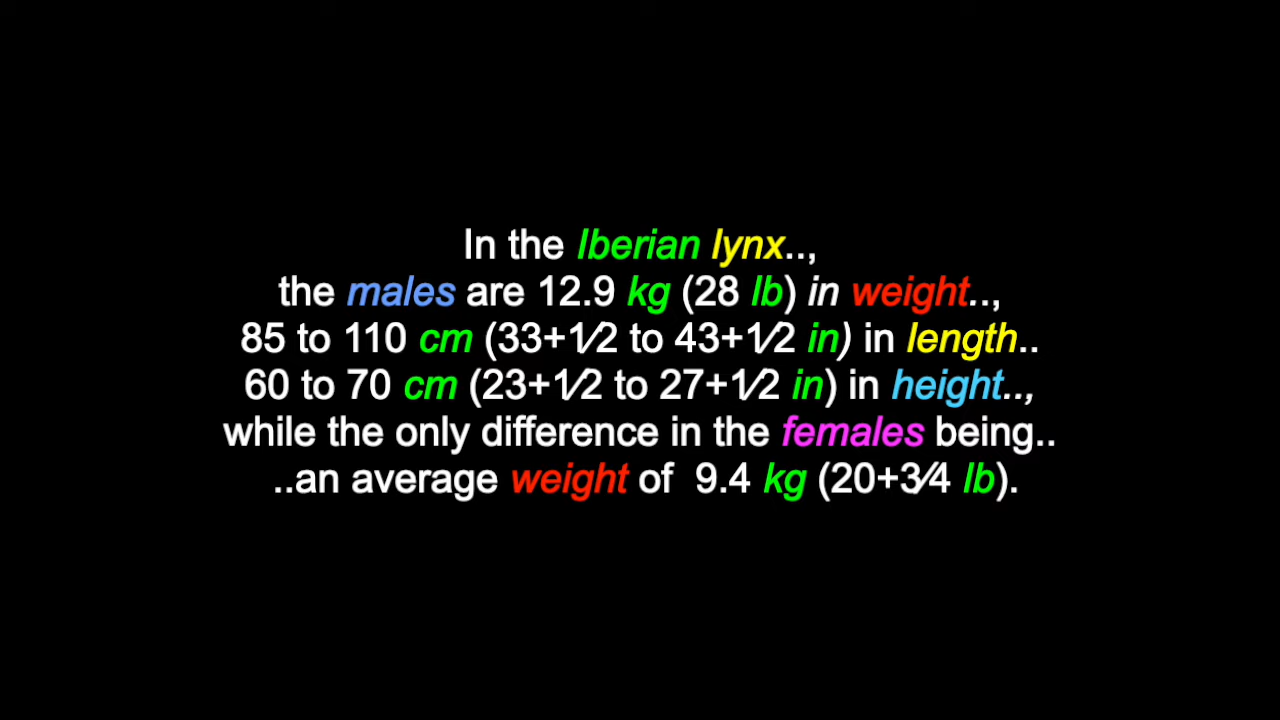 In the Iberian lynx..,
the males are 12.9 kg (28 lb) in weight..,
85 to 110 cm (33+1⁄2 to 43+1⁄2 in) in length..
60 to 70 cm (23+1⁄2 to 27+1⁄2 in) in height..,
while the only difference in the females being..
..an average weight of  9.4 kg (20+3⁄4 lb).